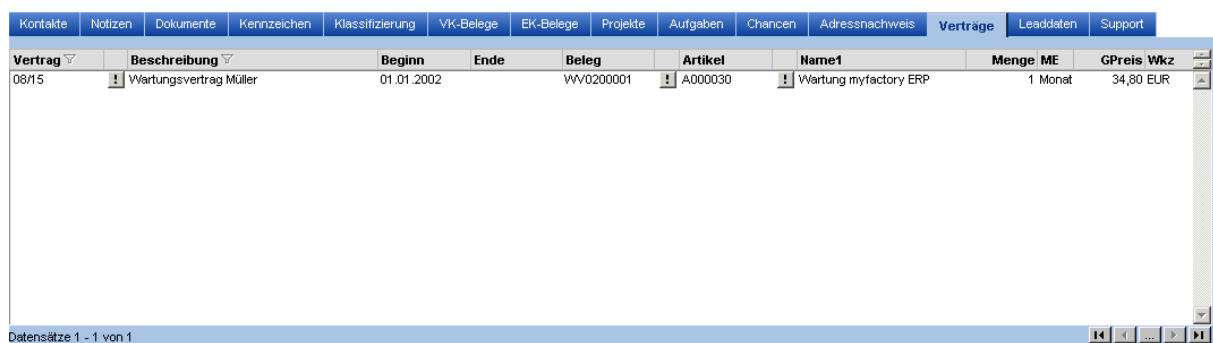 Kontakte Notizen Dokumente Kennzeichen Klassifizierung VK-Belege EK-Belege Projekte Aufgaben Chancen Adressnachweis Verträge Leaddaten Support
Vertrag Beschreibung Beginn Ende Beleg Artikel Name1 Menge ME GPreis Wkz
08/15 ! Wartungsvertrag Müller 01.01.2002 WV0200001 ! A000030 ! Wartung myfactory ERP 1 Monat 34,80 EUR
Datensätze 1 - 1 von 1 ...